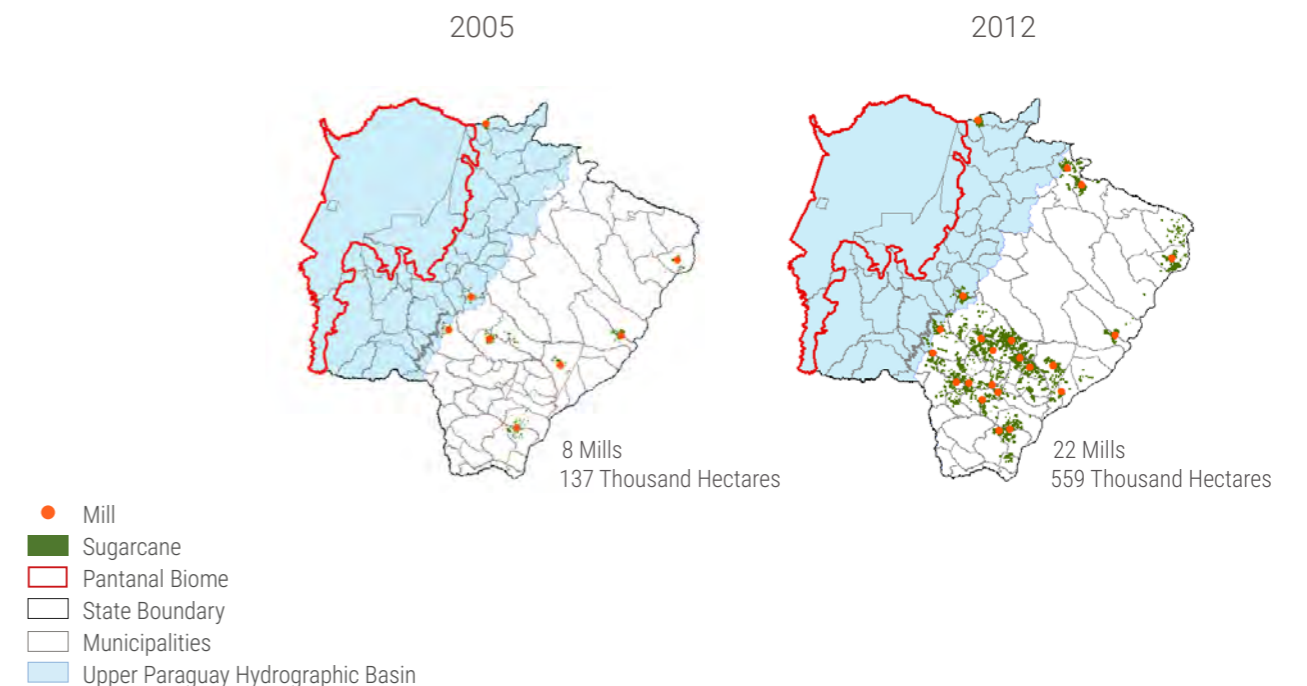 2005
2012
8 Mills
137 Thousand Hectares
22 Mills
559 Thousand Hectares
Mill
Sugarcane
Pantanal Biome
State Boundary
Municipalities
Upper Paraguay Hydrographic Basin